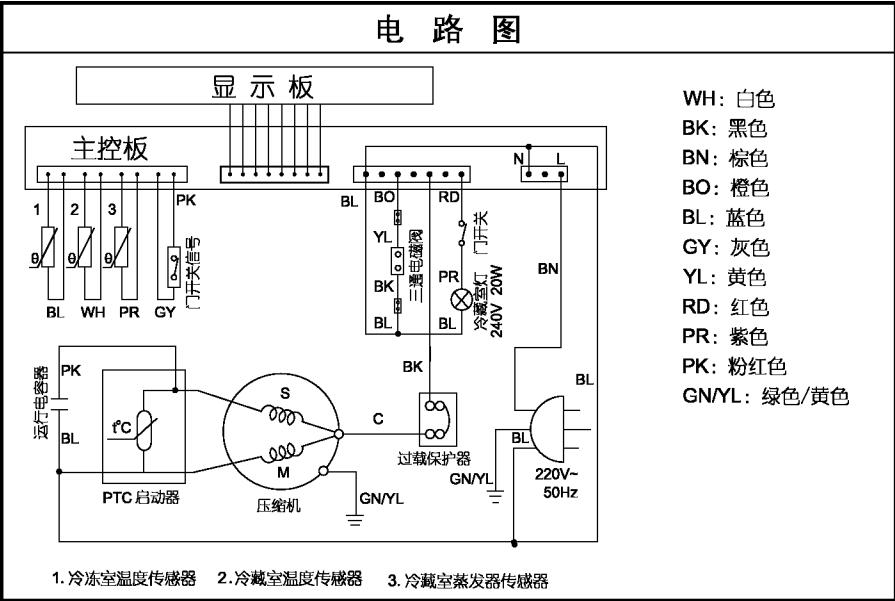 电路图
显示板
主控板
N L
1 2 3 PK
BL BO RD
θ θ θ
门开关信号
YL
三通电磁阀
门开关
BK
PR
冷藏室灯
240V 20W
BN
BL WH PR GY
BL BL
BK
BL
运行电容器
PK
BL
t°C
PTC启动器
S
M
压缩机
C
GN/YL
过载保护器
GN/YL
BL
220V~
50Hz
1.冷冻室温度传感器 2.冷藏室温度传感器 3.冷藏室蒸发器传感器
WH: 白色
BK: 黑色
BN: 棕色
BO: 橙色
BL: 蓝色
GY: 灰色
YL: 黄色
RD: 红色
PR: 紫色
PK: 粉红色
GN/YL: 绿色/黄色